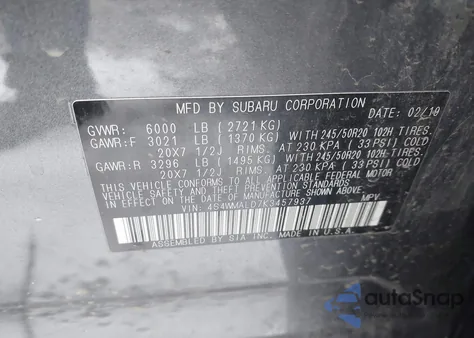 MFD BY SUBARU CORPORATION
DATE: 02/18
GVWR: 6000 LB (2721 KG)
GAWR:F 3021 LB (1370 KG) WITH 245/50R20 102H TIRES.
20X7 1/2J RIMS. AT 230 KPA ( 33 PSI) COLD
GAWR:R 3296 LB (1495 KG) WITH 245/50R20 102H TIRES.
20X7 1/2J RIMS. AT 230 KPA ( 33 PSI) COLD
THIS VEHICLE CONFORMS TO ALL APPLICABLE FEDERAL MOTOR
VEHICLE SAFETY STANDARDS IN EFFECT ON THE DATE OF
MANUFACTURE SHOWN ABOVE.
VIN: 4S4WMALD7K3457937 MPV
ASSEMBLED BY SIA INC. MADE IN U.S.A.
autoSnap